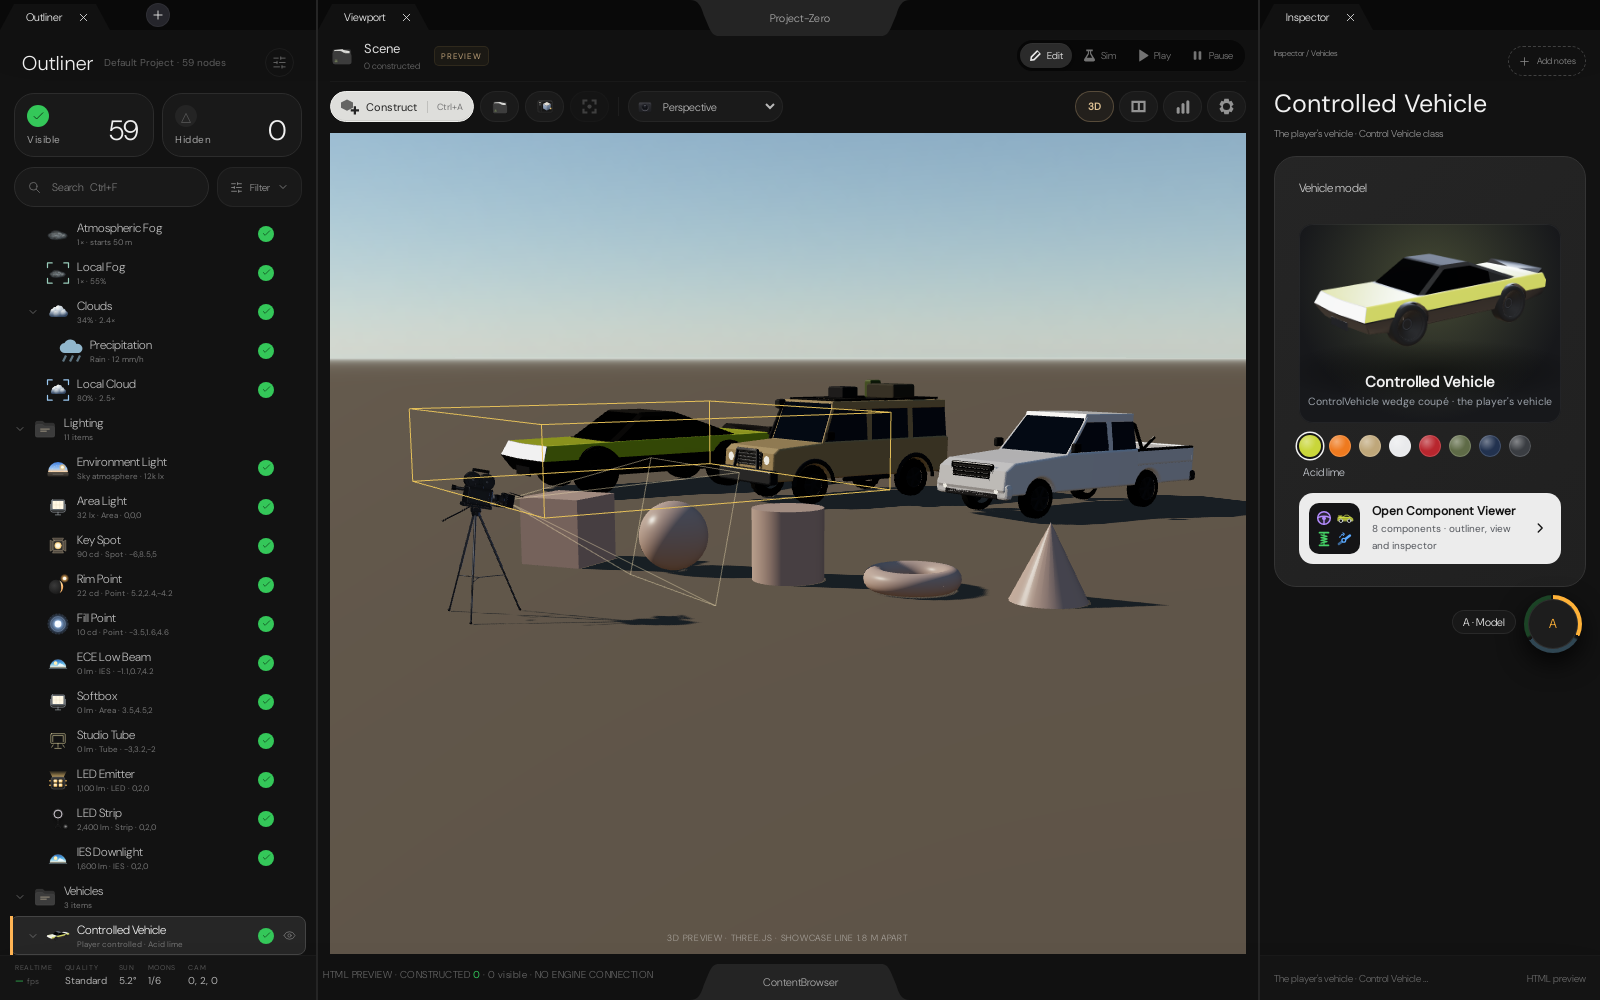 Outliner
Viewport
Project-Zero
Inspector
Outliner
Default Project · 59 nodes
Scene
0 constructed
PREVIEW
Edit
Sim
Play
Pause
Inspector / Vehicles
Add notes
Visible
59
Hidden
0
Construct
Ctrl+A
Perspective
3D
Controlled Vehicle
The player's vehicle · Control Vehicle class
Search Ctrl+F
Filter
Atmospheric Fog
1× · starts 50 m
Local Fog
1× · 55%
Clouds
34% · 2.4×
Precipitation
Rain · 12 mm/h
Local Cloud
80% · 2.5×
Lighting
11 items
Environment Light
Sky atmosphere · 12k lx
Area Light
32 lx · Area · 0,0,0
Key Spot
90 cd · Spot · −6,8.5,5
Rim Point
22 cd · Point · 5.2,2.4,−4.2
Fill Point
10 cd · Point · −3.5,1.6,4.6
ECE Low Beam
0 lm · IES · −1.1,0.7,4.2
Softbox
0 lm · Area · 3.5,4.5,2
Studio Tube
0 lm · Tube · −3,3.2,−2
LED Emitter
1,100 lm · LED · 0,2,0
LED Strip
2,400 lm · Strip · 0,2,0
IES Downlight
1,600 lm · IES · 0,2,0
Vehicles
3 items
Controlled Vehicle
Player controlled · Acid lime
REALTIME
— fps
QUALITY
Standard
SUN
5.2°
MOONS
1/6
CAM
0, 2, 0
3D PREVIEW · THREE.JS · SHOWCASE LINE 1.8 M APART
HTML PREVIEW · CONSTRUCTED 0 · 0 visible · NO ENGINE CONNECTION
ContentBrowser
Vehicle model
Controlled Vehicle
ControlVehicle wedge coupé · the player's vehicle
Acid lime
Open Component Viewer
8 components · outliner, view
and inspector
A · Model
A
The player's vehicle · Control Vehicle ...
HTML preview